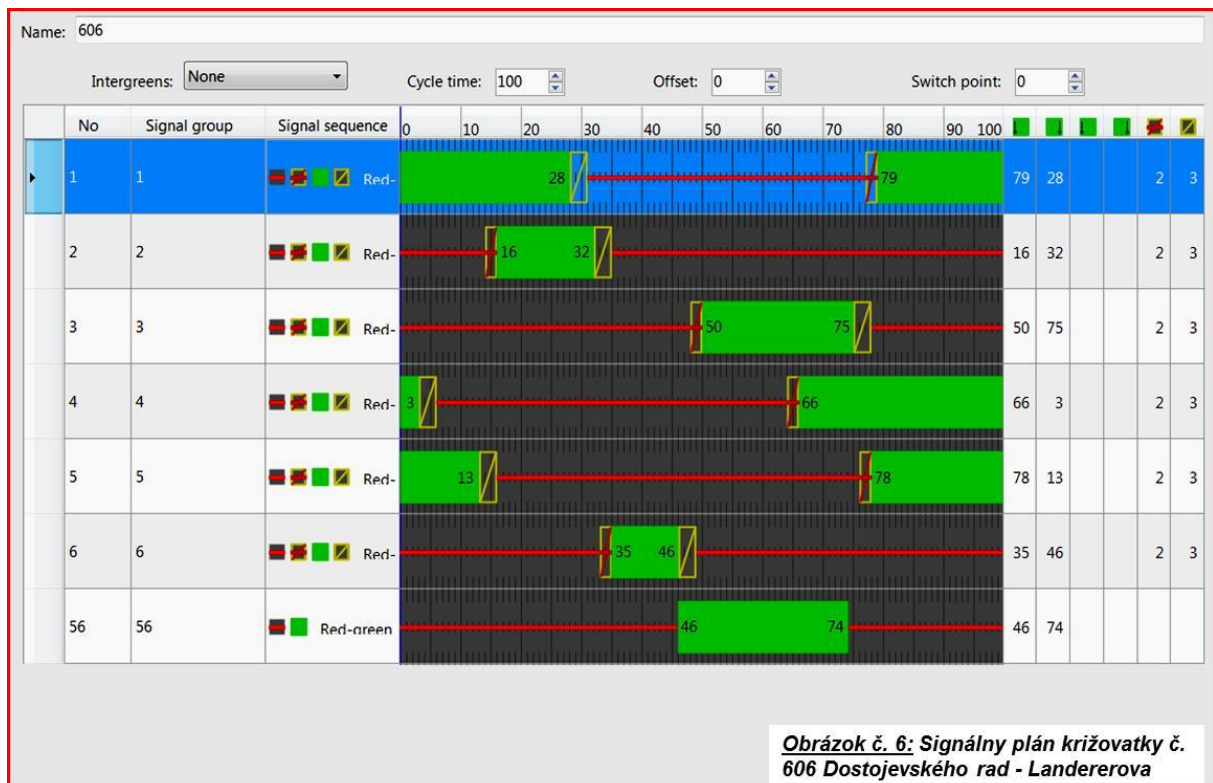 Name: 606
Intergreens: None Cycle time: 100 Offset: 0 Switch point: 0
No Signal group Signal sequence 0 10 20 30 40 50 60 70 80 90 100
1 1 Red- 28 79 79 28 2 3
2 2 Red- 16 32 16 32 2 3
3 3 Red- 50 75 50 75 2 3
4 4 Red- 3 66 66 3 2 3
5 5 Red- 13 78 78 13 2 3
6 6 Red- 35 46 35 46 2 3
56 56 Red-green 46 74 46 74
Obrázok č. 6: Signálny plán križovatky č.
606 Dostojevského rad - Landererova